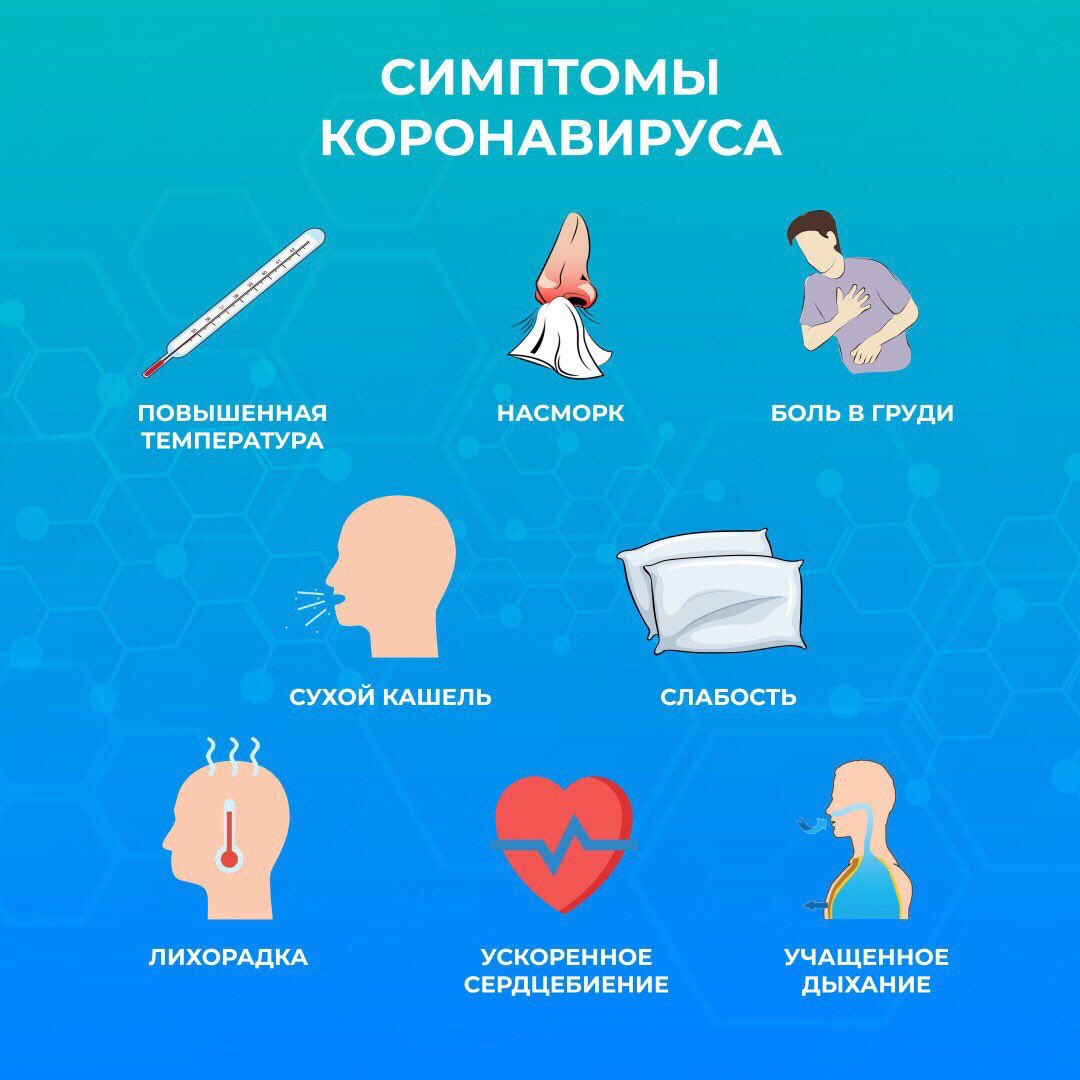 СИМПТОМЫ
КОРОНАВИРУСА
ПОВЫШЕННАЯ
ТЕМПЕРАТУРА
НАСМОРК
БОЛЬ В ГРУДИ
СУХОЙ КАШЕЛЬ
СЛАБОСТЬ
ЛИХОРАДКА
УСКОРЕННОЕ
СЕРДЦЕБИЕНИЕ
УЧАЩЕННОЕ
ДЫХАНИЕ